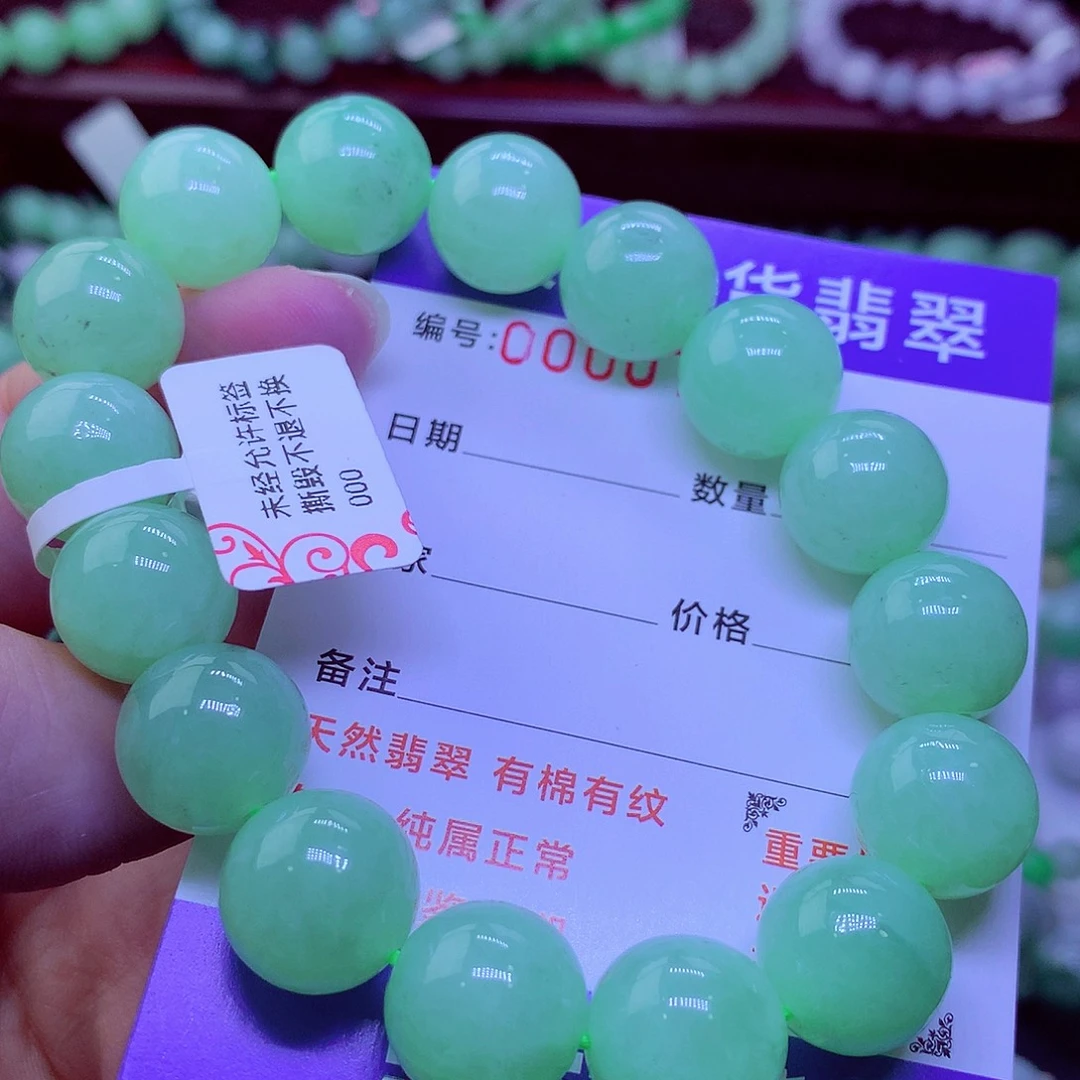 货翡翠
编号:0000
日期
数量
家
价格
备注
天然翡翠 有棉有纹
纯属正常
重要
未经允许标签
撕毁不退不换
000